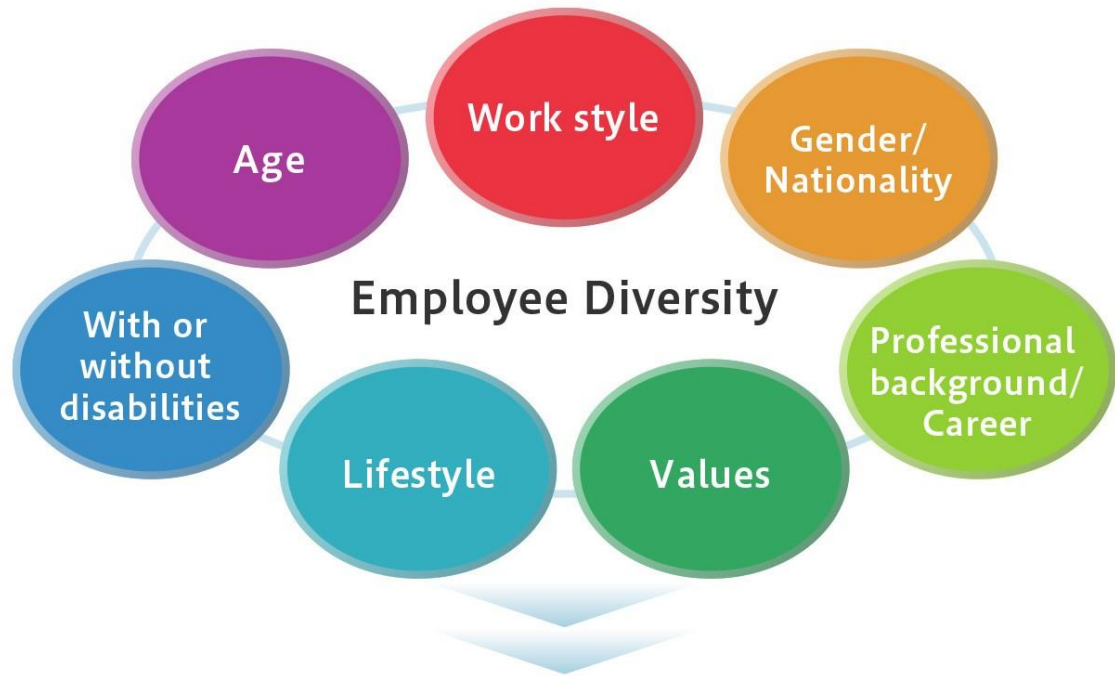 Work style
Age
Gender/
Nationality
Employee Diversity
With or
without
disabilities
Professional
background/
Career
Lifestyle
Values